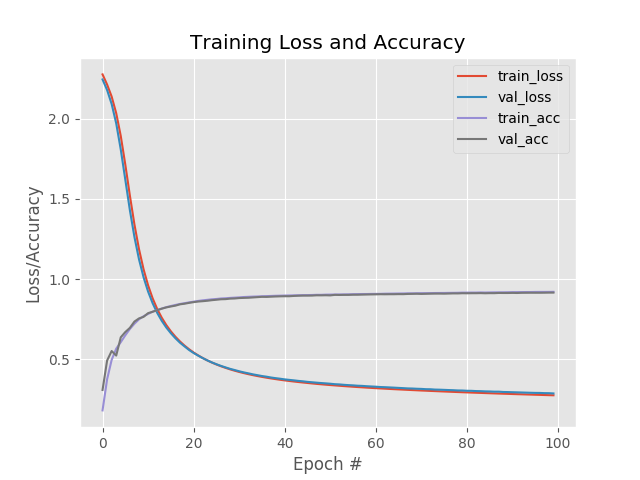 Training Loss and Accuracy
train_loss
val_loss
train_acc
val_acc
2.0
1.5
1.0
0.5
Loss/Accuracy
0 20 40 60 80 100
Epoch #